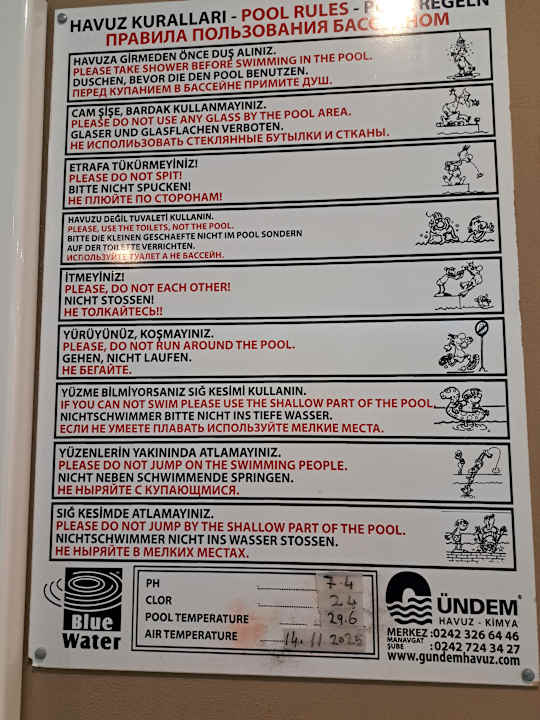 HAVUZ KURALLARI - POOL RULES - POOL REGELN
ПРАВИЛА ПОЛЬЗОВАНИЯ БАССЕЙНОМ
HAVUZA GİRMEDEN ÖNCE DUŞ ALINIZ.
PLEASE TAKE SHOWER BEFORE SWIMMING IN THE POOL.
DUSCHEN, BEVOR DIE DEN POOL BENUTZEN.
ПЕРЕД КУПАНИЕМ В БАССЕЙНЕ ПРИМИТЕ ДУШ.
CAM ŞİŞE, BARDAK KULLANMAYINIZ.
PLEASE DO NOT USE ANY GLASS BY THE POOL AREA.
GLASER UND GLASFLACHEN VERBOTEN.
НЕ ИСПОЛИЬЗОВАТЬ СТЕКЛЯННЫЕ БУТЫЛКИ И СТКАНЫ.
ETRAFA TÜKÜRMEYİNİZ!
PLEASE DO NOT SPIT!
BITTE NICHT SPUCKEN!
НЕ ПЛЮЙТЕ ПО СТОРОНАМ!
HAVUZU DEĞİL TUVALETİ KULLANIN.
PLEASE, USE THE TOILETS, NOT THE POOL.
BITTE DIE KLEINEN GESCHAEFTE NICHT IM POOL SONDERN
AUF DER TOILETTE VERRICHTEN.
ИСПОЛЬЗУЙТЕ ТУАЛЕТ А НЕ БАССЕЙН.
İTMEYİNİZ!
PLEASE, DO NOT EACH OTHER!
NICHT STOSSEN!
НЕ ТОЛКАЙТЕСЬ!!
YÜRÜYÜNÜZ, KOŞMAYINIZ.
PLEASE, DO NOT RUN AROUND THE POOL.
GEHEN, NICHT LAUFEN.
НЕ БЕГАЙТЕ.
YÜZME BİLMİYORSANIZ SIĞ KESİMİ KULLANIN.
IF YOU CAN NOT SWIM PLEASE USE THE SHALLOW PART OF THE POOL.
NICHTSCHWIMMER BITTE NICHT INS TIEFE WASSER.
ЕСЛИ НЕ УМЕЕТЕ ПЛАВАТЬ ИСПОЛЬЗУЙТЕ МЕЛКИЕ МЕСТА.
YÜZENLERİN YAKININDA ATLAMAYINIZ.
PLEASE DO NOT JUMP ON THE SWIMMING PEOPLE.
NICHT NEBEN SCHWIMMENDE SPRINGEN.
НЕ НЫРЯЙТЕ С КУПАЮЩМИСЯ.
SIĞ KESİMDE ATLAMAYINIZ.
PLEASE DO NOT JUMP BY THE SHALLOW PART OF THE POOL.
NICHTSCHWIMMER NICHT INS WASSER STOSSEN.
НЕ НЫРЯЙТЕ В МЕЛКИХ МЕСТАХ.
Blue
Water
PH 7.4
CLOR 2.4
POOL TEMPERATURE 29.6
AIR TEMPERATURE 14.11.2025
GÜNDEM
HAVUZ - KİMYA
MERKEZ :0242 326 64 46
MANAVGAT
ŞUBE :0242 724 34 27
www.gundemhavuz.com